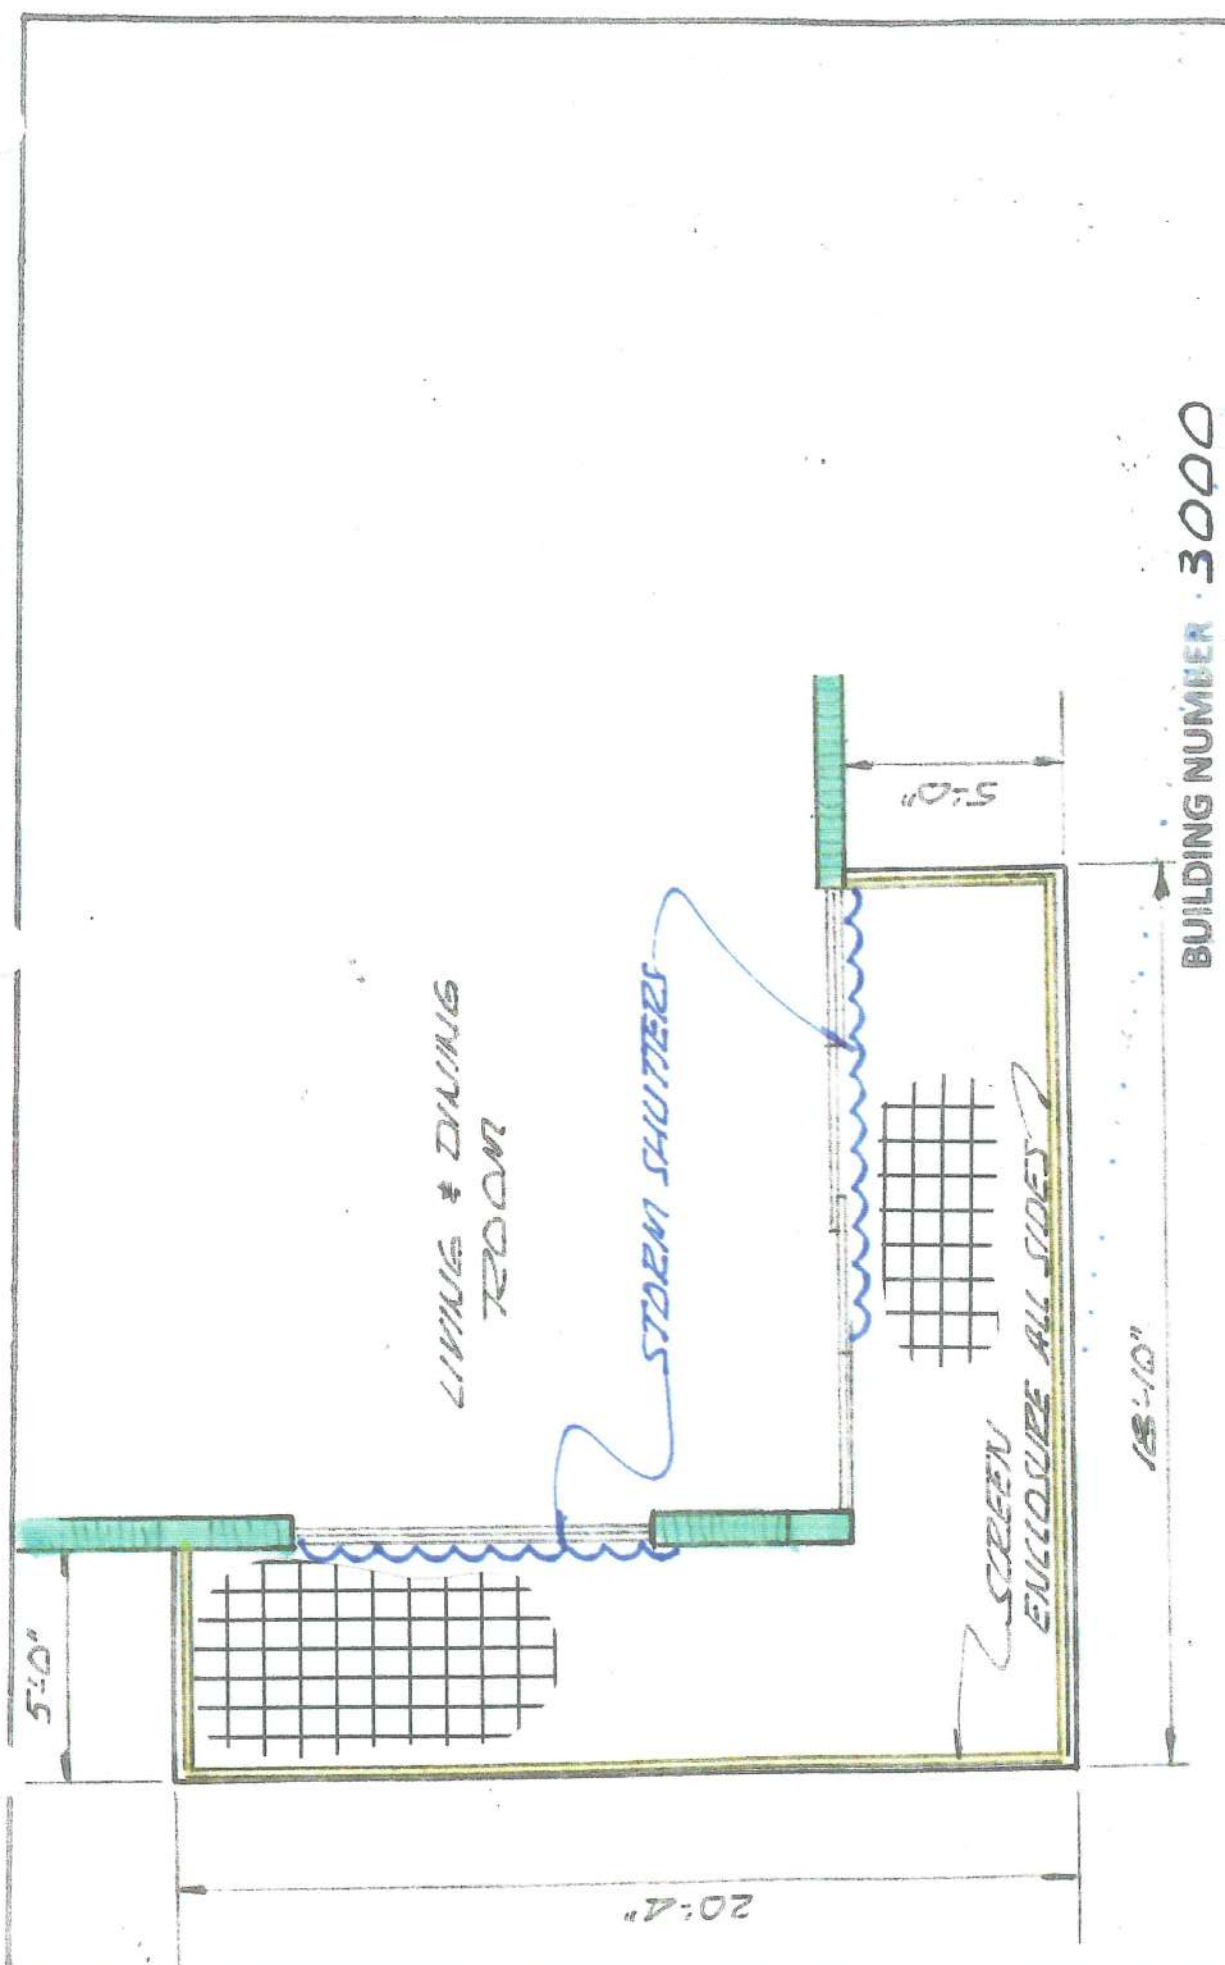 LIVING & DINING
ROOM
STORM SHUTTERS
5'-0"
5'-0"
SCREEN
ENCLOSURE ALL SIDES
18'-10"
20'-4"
BUILDING NUMBER 3000